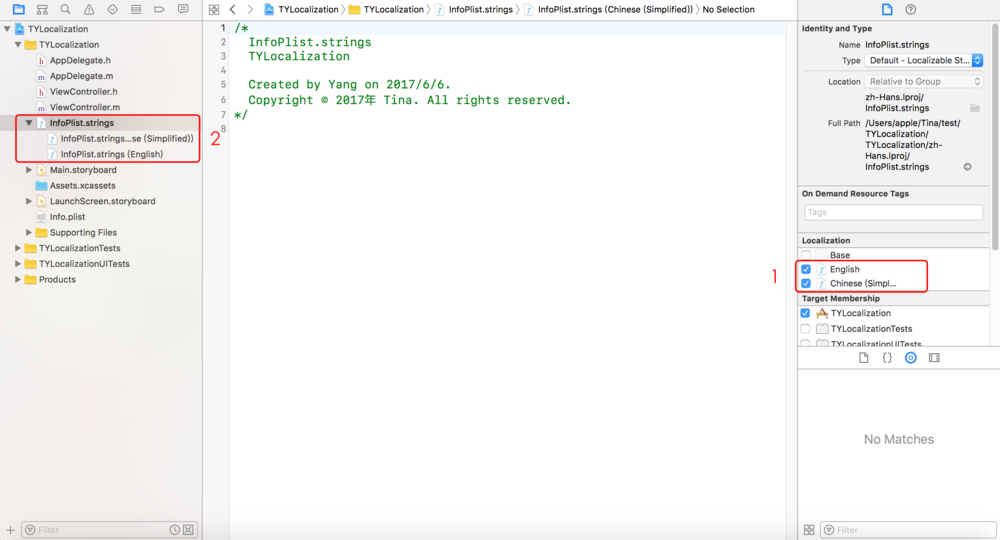 TYLocalization
TYLocalization
AppDelegate.h
AppDelegate.m
ViewController.h
ViewController.m
InfoPlist.strings
InfoPlist.strings...se (Simplified))
InfoPlist.strings (English)
Main.storyboard
Assets.xcassets
LaunchScreen.storyboard
Info.plist
Supporting Files
TYLocalizationTests
TYLocalizationUITests
Products
Filter
2
TYLocalization
TYLocalization
InfoPlist.strings
InfoPlist.strings (Chinese (Simplified))
No Selection
1 /*
2 InfoPlist.strings
3 TYLocalization
4
5 Created by Yang on 2017/6/6.
6 Copyright © 2017年 Tina. All rights reserved.
7 */
8
Identity and Type
Name InfoPlist.strings
Type Default - Localizable St...
Location Relative to Group
zh-Hans.lproj/
InfoPlist.strings
Full Path /Users/apple/Tina/test/
TYLocalization/
TYLocalization/zh-
Hans.lproj/
InfoPlist.strings
On Demand Resource Tags
Tags
Localization
Base
1
English
Chinese (Simpl...
Target Membership
TYLocalization
TYLocalizationTests
TYLocalizationUITests
No Matches
Filter